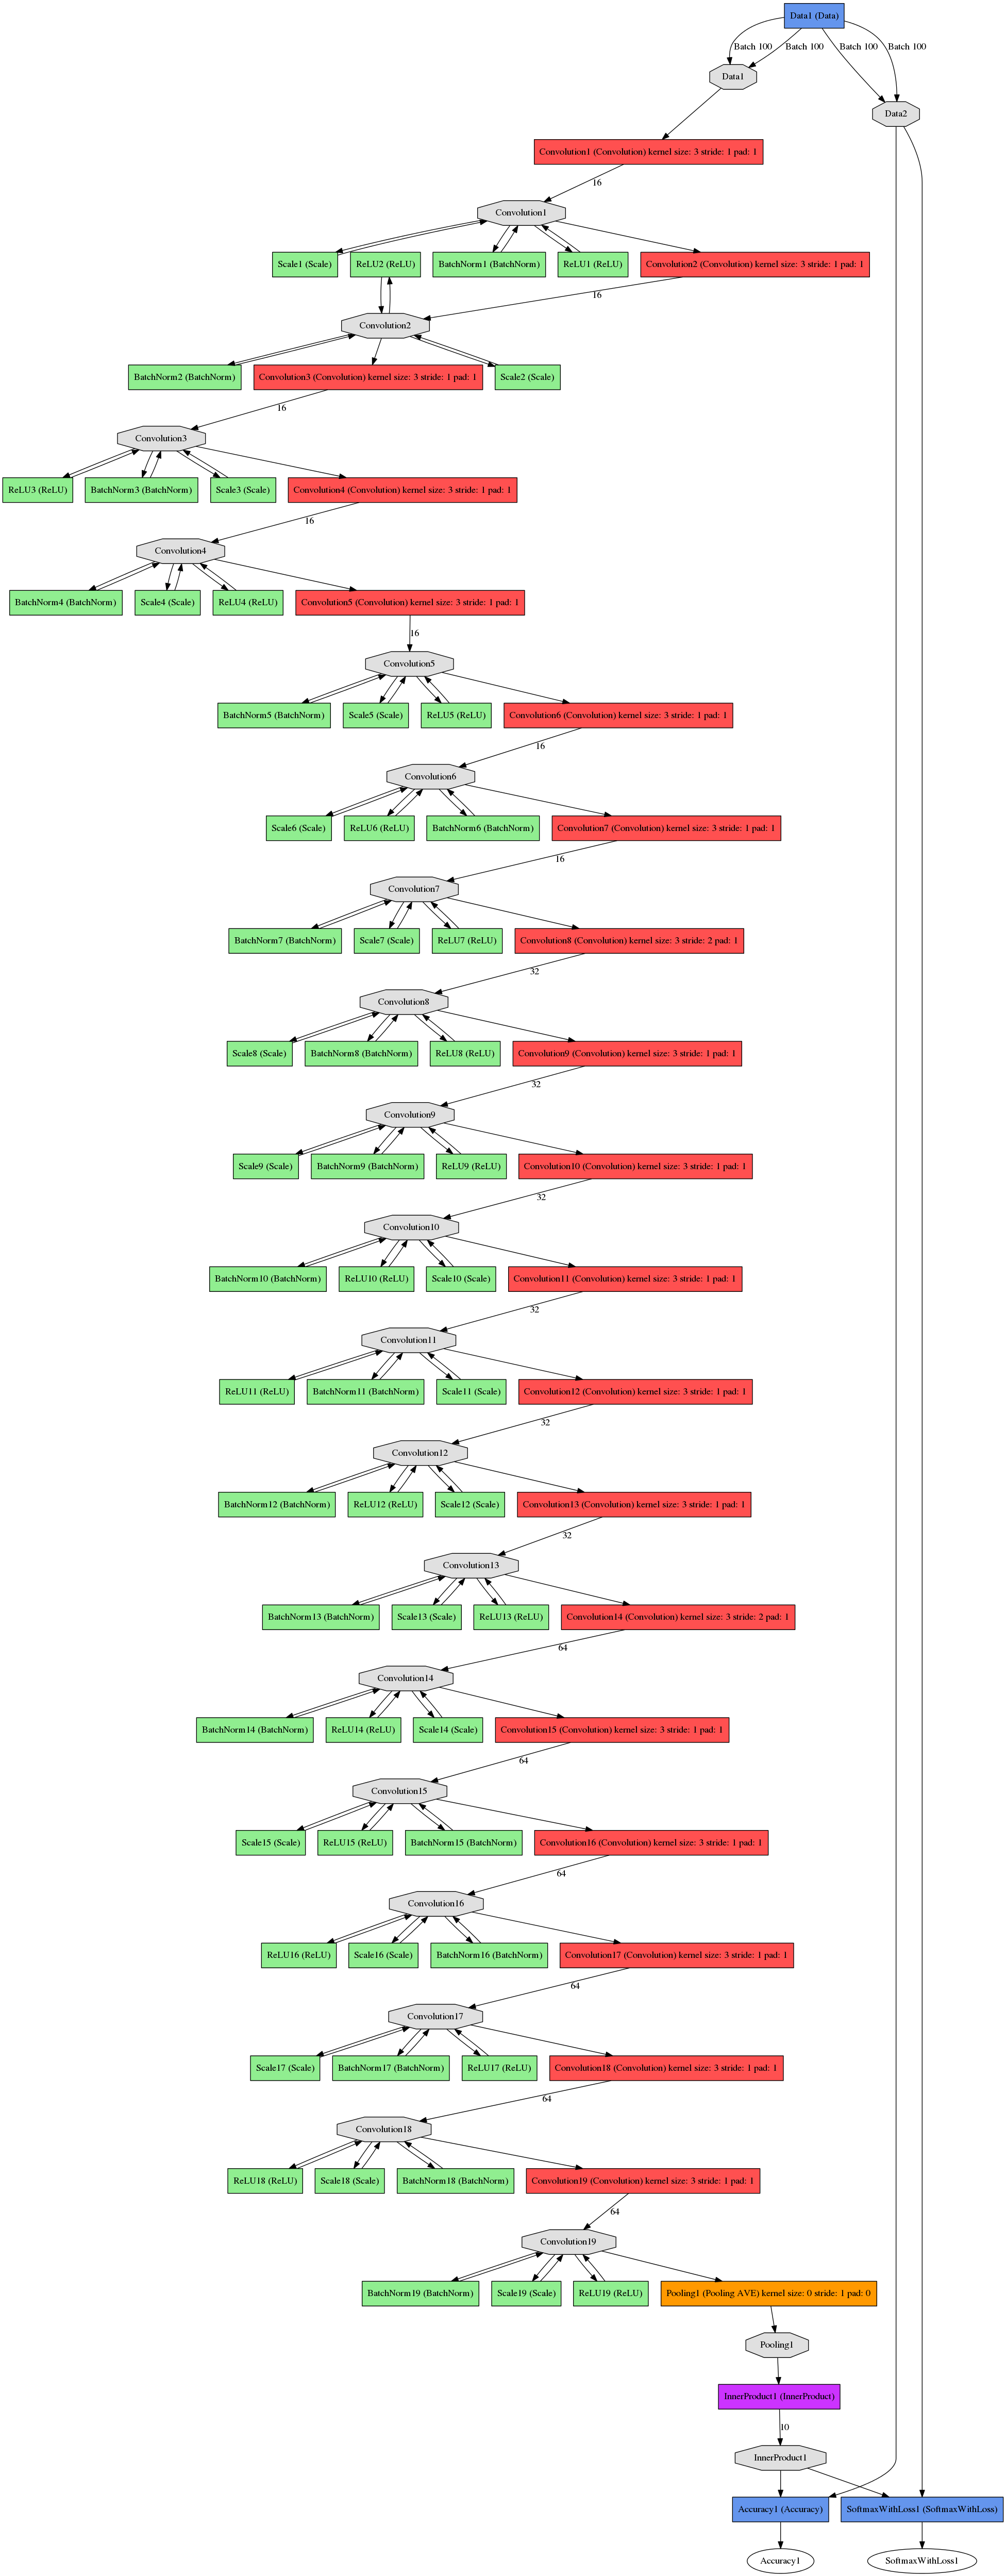 Data1 (Data)
Batch 100
Batch 100
Batch 100
Batch 100
Data1
Data2
Convolution1 (Convolution) kernel size: 3 stride: 1 pad: 1
16
Convolution1
Scale1 (Scale)
ReLU2 (ReLU)
BatchNorm1 (BatchNorm)
ReLU1 (ReLU)
Convolution2 (Convolution) kernel size: 3 stride: 1 pad: 1
16
Convolution2
BatchNorm2 (BatchNorm)
Convolution3 (Convolution) kernel size: 3 stride: 1 pad: 1
Scale2 (Scale)
16
Convolution3
ReLU3 (ReLU)
BatchNorm3 (BatchNorm)
Scale3 (Scale)
Convolution4 (Convolution) kernel size: 3 stride: 1 pad: 1
16
Convolution4
BatchNorm4 (BatchNorm)
Scale4 (Scale)
ReLU4 (ReLU)
Convolution5 (Convolution) kernel size: 3 stride: 1 pad: 1
16
Convolution5
BatchNorm5 (BatchNorm)
Scale5 (Scale)
ReLU5 (ReLU)
Convolution6 (Convolution) kernel size: 3 stride: 1 pad: 1
16
Convolution6
Scale6 (Scale)
ReLU6 (ReLU)
BatchNorm6 (BatchNorm)
Convolution7 (Convolution) kernel size: 3 stride: 1 pad: 1
16
Convolution7
BatchNorm7 (BatchNorm)
Scale7 (Scale)
ReLU7 (ReLU)
Convolution8 (Convolution) kernel size: 3 stride: 2 pad: 1
32
Convolution8
Scale8 (Scale)
BatchNorm8 (BatchNorm)
ReLU8 (ReLU)
Convolution9 (Convolution) kernel size: 3 stride: 1 pad: 1
32
Convolution9
Scale9 (Scale)
BatchNorm9 (BatchNorm)
ReLU9 (ReLU)
Convolution10 (Convolution) kernel size: 3 stride: 1 pad: 1
32
Convolution10
BatchNorm10 (BatchNorm)
ReLU10 (ReLU)
Scale10 (Scale)
Convolution11 (Convolution) kernel size: 3 stride: 1 pad: 1
32
Convolution11
ReLU11 (ReLU)
BatchNorm11 (BatchNorm)
Scale11 (Scale)
Convolution12 (Convolution) kernel size: 3 stride: 1 pad: 1
32
Convolution12
BatchNorm12 (BatchNorm)
ReLU12 (ReLU)
Scale12 (Scale)
Convolution13 (Convolution) kernel size: 3 stride: 1 pad: 1
32
Convolution13
BatchNorm13 (BatchNorm)
Scale13 (Scale)
ReLU13 (ReLU)
Convolution14 (Convolution) kernel size: 3 stride: 2 pad: 1
64
Convolution14
BatchNorm14 (BatchNorm)
ReLU14 (ReLU)
Scale14 (Scale)
Convolution15 (Convolution) kernel size: 3 stride: 1 pad: 1
64
Convolution15
Scale15 (Scale)
ReLU15 (ReLU)
BatchNorm15 (BatchNorm)
Convolution16 (Convolution) kernel size: 3 stride: 1 pad: 1
64
Convolution16
ReLU16 (ReLU)
Scale16 (Scale)
BatchNorm16 (BatchNorm)
Convolution17 (Convolution) kernel size: 3 stride: 1 pad: 1
64
Convolution17
Scale17 (Scale)
BatchNorm17 (BatchNorm)
ReLU17 (ReLU)
Convolution18 (Convolution) kernel size: 3 stride: 1 pad: 1
64
Convolution18
ReLU18 (ReLU)
Scale18 (Scale)
BatchNorm18 (BatchNorm)
Convolution19 (Convolution) kernel size: 3 stride: 1 pad: 1
64
Convolution19
BatchNorm19 (BatchNorm)
Scale19 (Scale)
ReLU19 (ReLU)
Pooling1 (Pooling AVE) kernel size: 0 stride: 1 pad: 0
Pooling1
InnerProduct1 (InnerProduct)
10
InnerProduct1
Accuracy1 (Accuracy)
SoftmaxWithLoss1 (SoftmaxWithLoss)
Accuracy1
SoftmaxWithLoss1